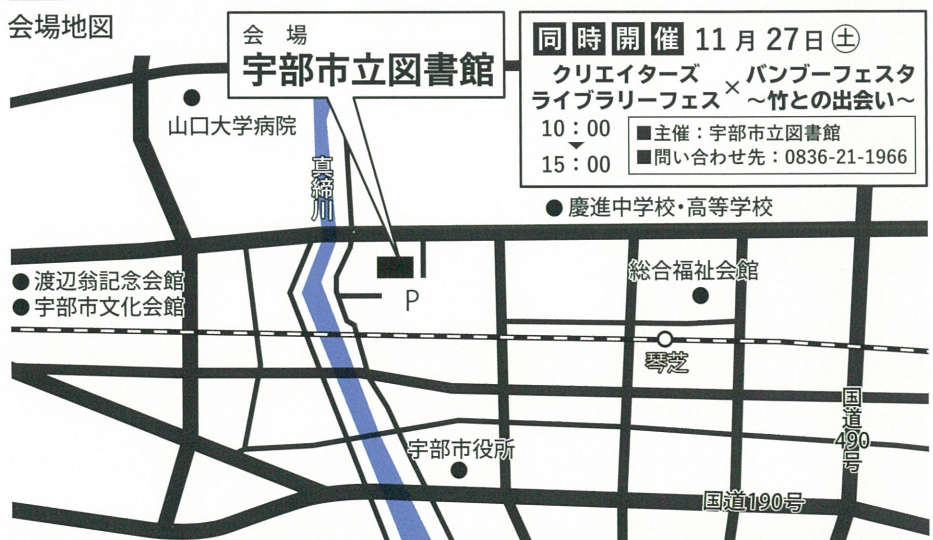 会場地図
会 場
宇部市立図書館
同時開催 11月27日㊏
クリエイターズ
ライブラリーフェス
×
バンブーフェスタ
～竹との出会い～
10：00
15：00
■主催：宇部市立図書館
■問い合わせ先：0836-21-1966
山口大学病院
真締川
慶進中学校・高等学校
渡辺翁記念会館
宇部市文化会館
P
総合福祉会館
琴芝
国道490号
宇部市役所
国道190号